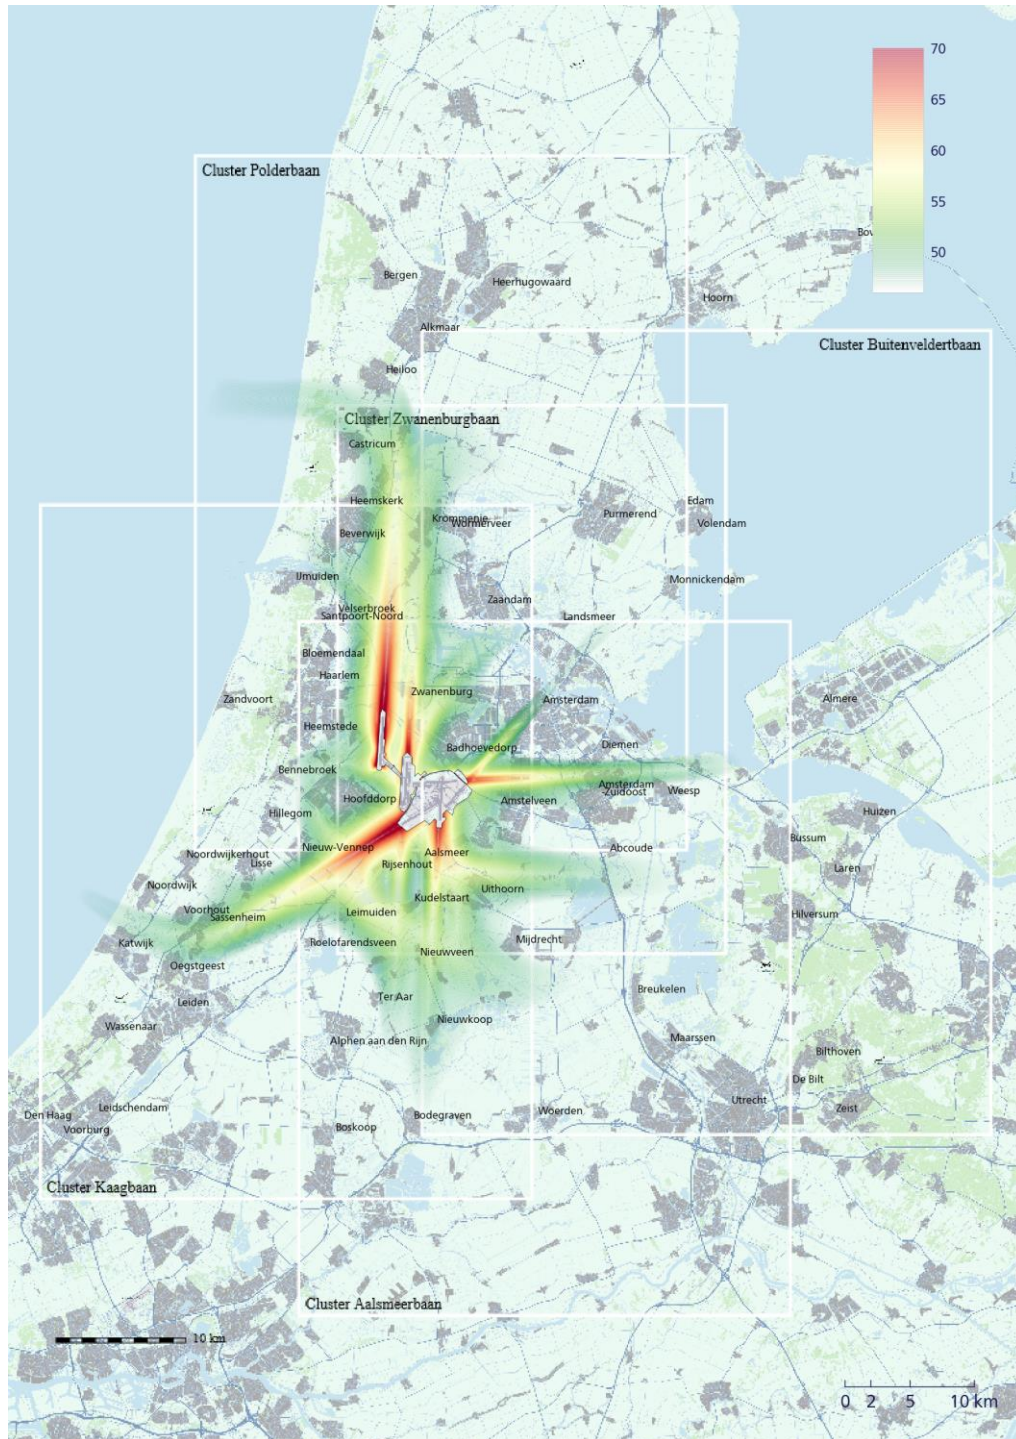 70
65
60
55
50
Cluster Polderbaan
Bov
Bergen
Heerhugowaard
Hoorn
Alkmaar
Cluster Buitenveldertbaan
Heiloo
Cluster Zwanenburgbaan
Castricum
Heemskerk
Edam
Krommenie
Wormerveer
Purmerend
Volendam
Beverwijk
IJmuiden
Monnickendam
Zaandam
Velserbroek
Santpoort-Noord
Landsmeer
Bloemendaal
Haarlem
Zwanenburg
Zandvoort
Amsterdam
Almere
Heemstede
Badhoevedorp
Diemen
Bennebroek
Hoofddorp
Amstelveen
Amsterdam
-Zuidoost
Weesp
Hillegom
Huizen
Bussum
Nieuw-Vennep
Aalsmeer
Abcoude
Noordwijkerhout
Lisse
Rijsenhout
Laren
Noordwijk
Uithoorn
Kudelstaart
Voorhout
Sassenheim
Leimuiden
Hilversum
Katwijk
Roelofarendsveen
Mijdrecht
Nieuwveen
Oegstgeest
Breukelen
Leiden
Ter Aar
Nieuwkoop
Wassenaar
Alphen aan den Rijn
Maarssen
Bilthoven
De Bilt
Utrecht
Zeist
Den Haag
Leidschendam
Voorburg
Bodegraven
Woerden
Boskoop
Cluster Kaagbaan
Cluster Aalsmeerbaan
10 km
0 2 5 10 km